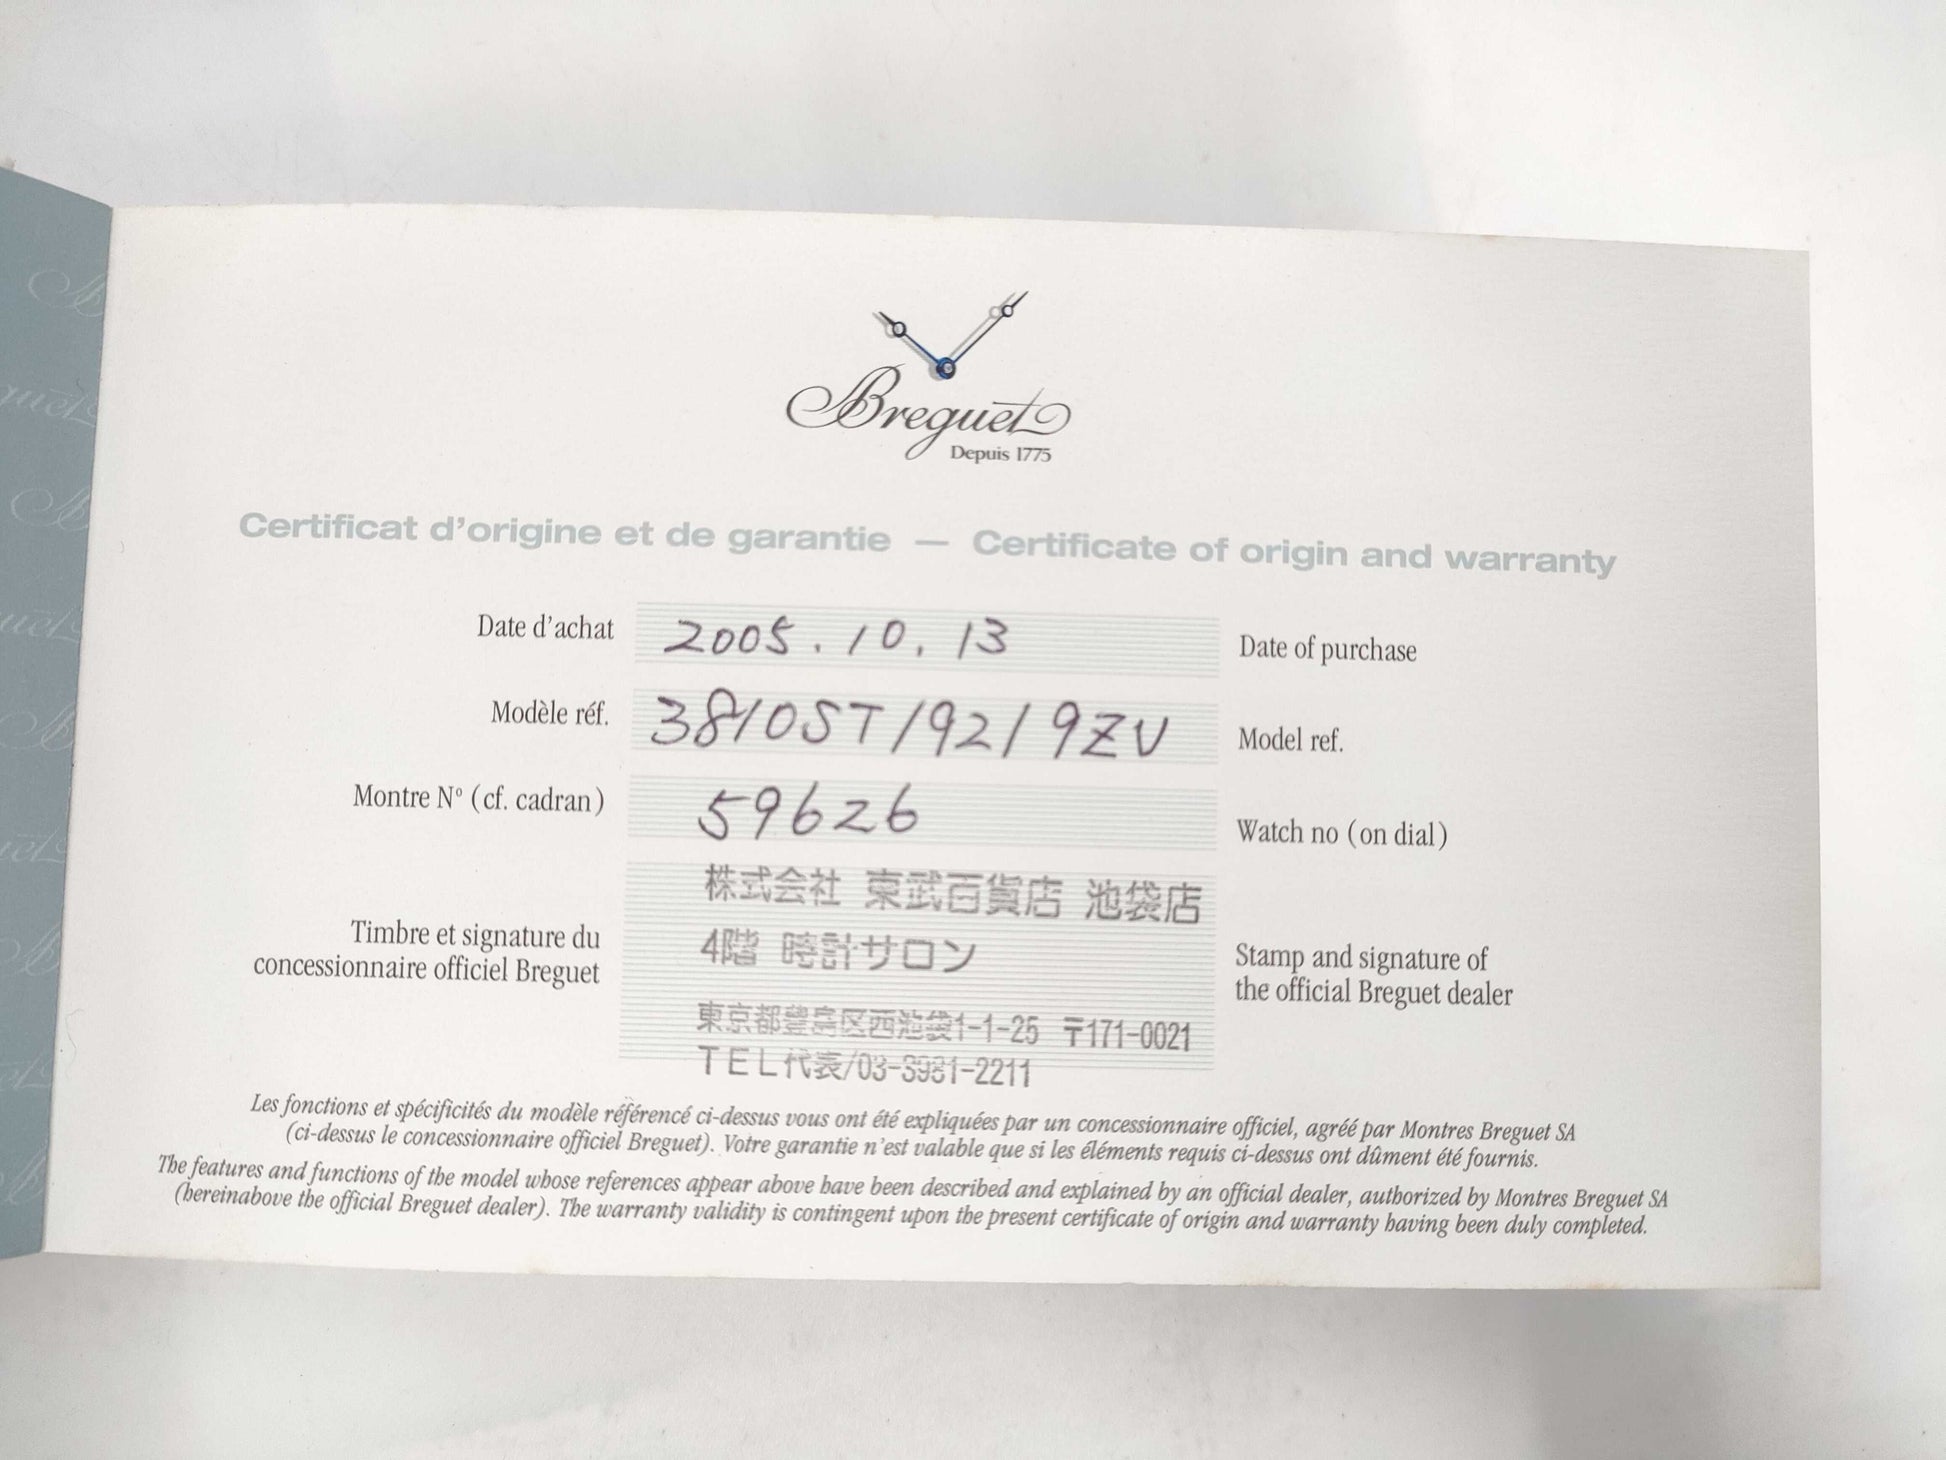 Breguet
Depuis 1775
Certificat d'origine et de garantie — Certificate of origin and warranty
Date d'achat 2005.10.13 Date of purchase
Modèle réf. 3810ST/92/9ZU Model ref.
Montre N° (cf. cadran) 59626 Watch no (on dial)
株式会社 東武百貨店 池袋店
4階 時計サロン
Timbre et signature du
concessionnaire officiel Breguet
Stamp and signature of
the official Breguet dealer
東京都豊島区西池袋1-1-25 〒171-0021
TEL代表/03-3981-2211
Les fonctions et spécificités du modèle référencé ci-dessus vous ont été expliquées par un concessionnaire officiel, agréé par Montres Breguet SA
(ci-dessus le concessionnaire officiel Breguet). Votre garantie n'est valable que si les éléments requis ci-dessus ont dûment été fournis.
The features and functions of the model whose references appear above have been described and explained by an official dealer, authorized by Montres Breguet SA
(hereinabove the official Breguet dealer). The warranty validity is contingent upon the present certificate of origin and warranty having been duly completed.